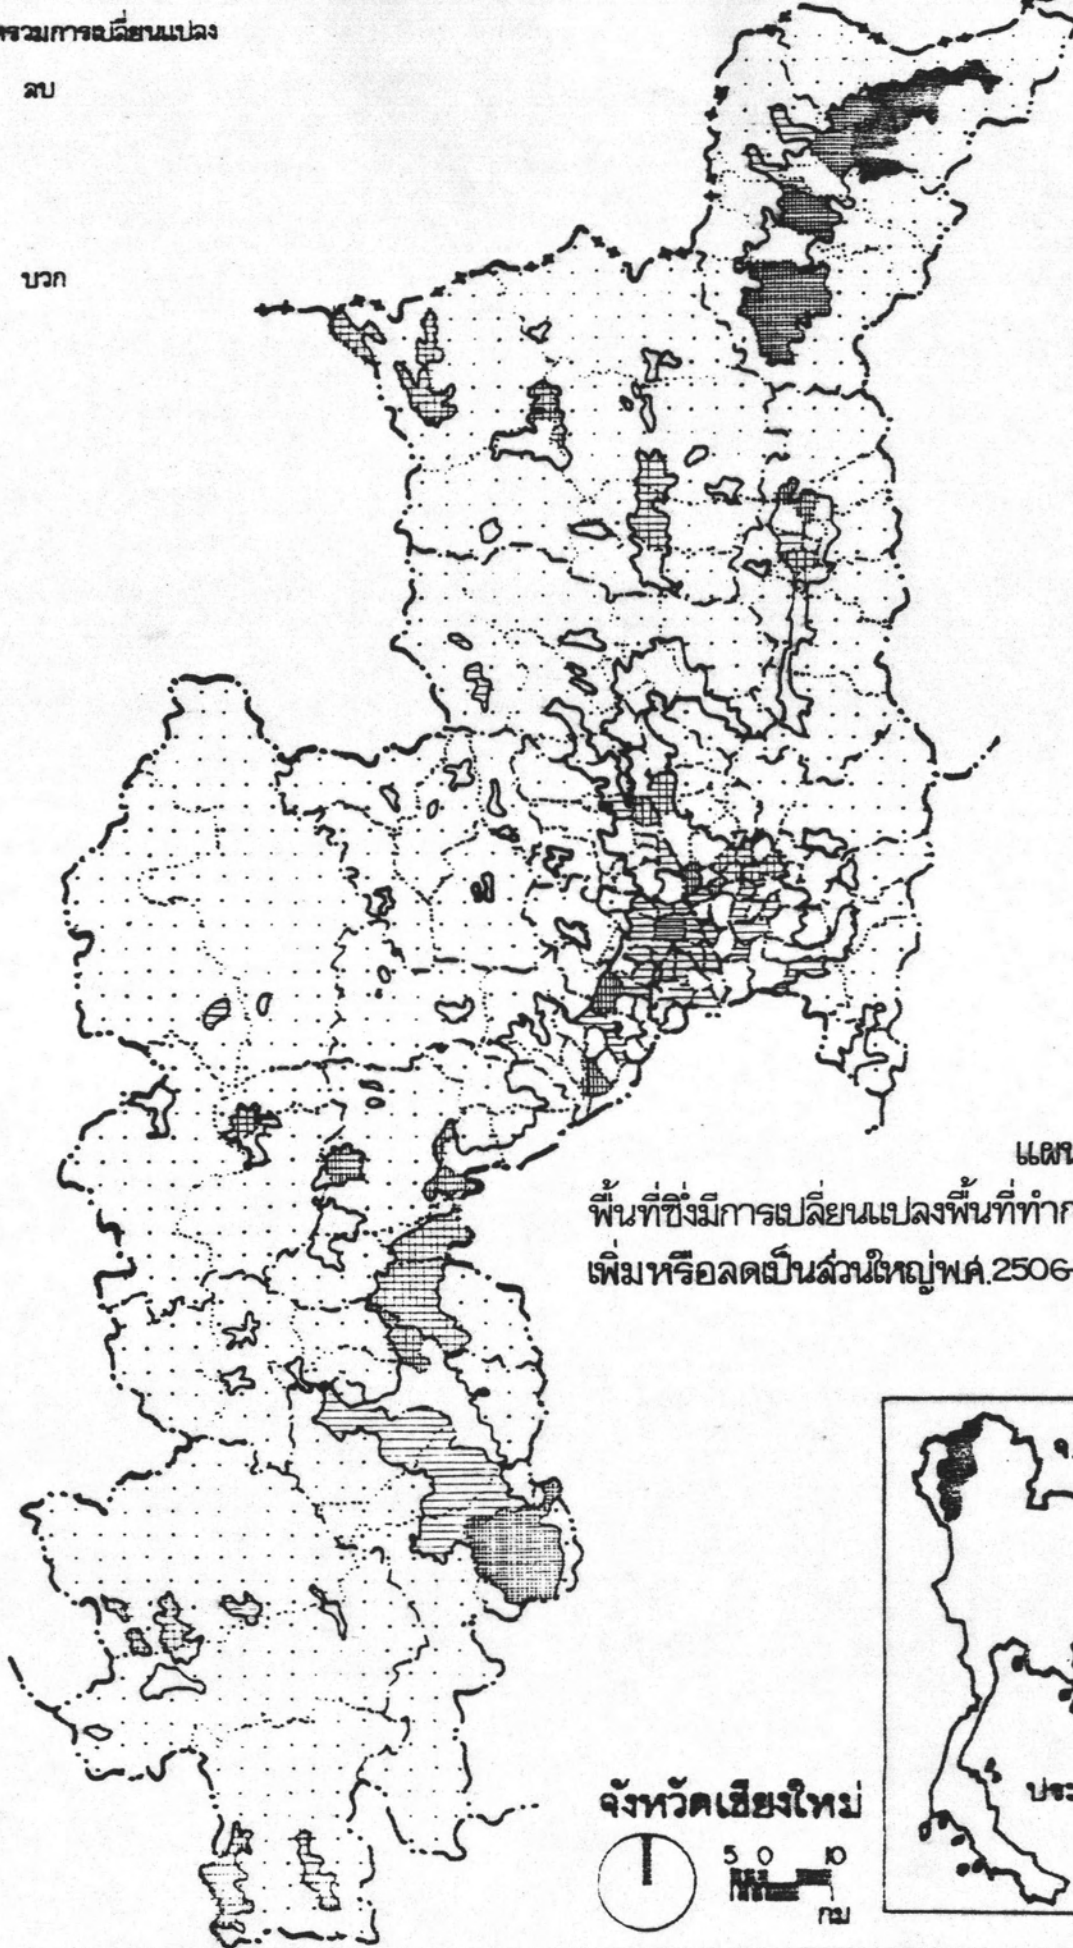 รวมการเปลี่ยนแปลง
ลบ
บวก
แผน
พื้นที่ซึ่งมีการเปลี่ยนแปลงพื้นที่ทำก
เพิ่มหรือลดเป็นส่วนใหญ่พ.ศ.2506-
จ.
ประ
จังหวัดเชียงใหม่
5 0 10
กม